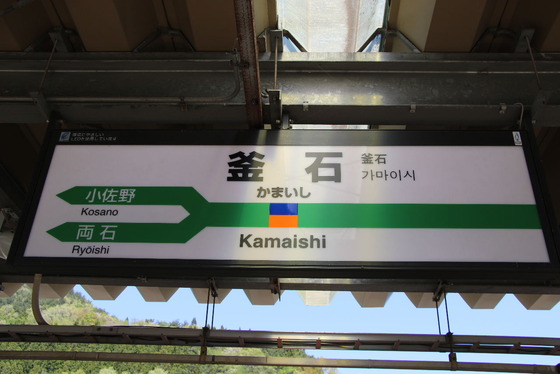 釜石
釜石
가마이시
かまいし
Kamaishi
小佐野
Kosano
両石
Ryōishi